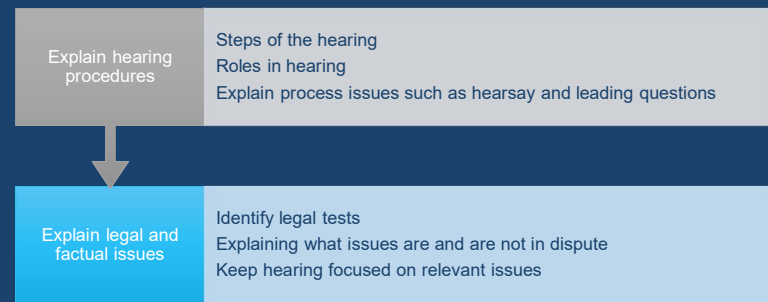 Explain hearing
procedures
Steps of the hearing
Roles in hearing
Explain process issues such as hearsay and leading questions
Explain legal and
factual issues
Identify legal tests
Explaining what issues are and are not in dispute
Keep hearing focused on relevant issues